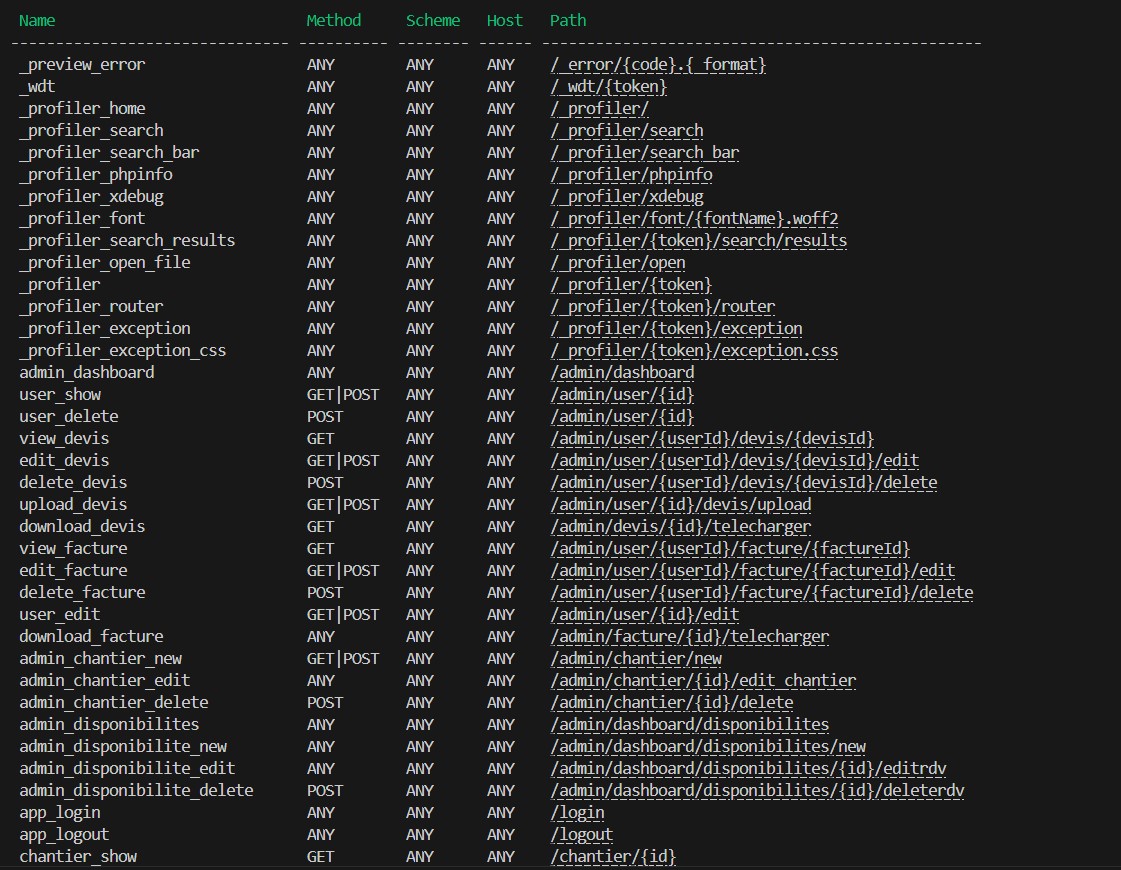 Name Method Scheme Host Path
------------------------------- ---------- -------- ------ -------------------------------------------------
_preview_error ANY ANY ANY /_error/{code}.{_format}
_wdt ANY ANY ANY /_wdt/{token}
_profiler_home ANY ANY ANY /_profiler/
_profiler_search ANY ANY ANY /_profiler/search
_profiler_search_bar ANY ANY ANY /_profiler/search_bar
_profiler_phpinfo ANY ANY ANY /_profiler/phpinfo
_profiler_xdebug ANY ANY ANY /_profiler/xdebug
_profiler_font ANY ANY ANY /_profiler/font/{fontName}.woff2
_profiler_search_results ANY ANY ANY /_profiler/{token}/search/results
_profiler_open_file ANY ANY ANY /_profiler/open
_profiler ANY ANY ANY /_profiler/{token}
_profiler_router ANY ANY ANY /_profiler/{token}/router
_profiler_exception ANY ANY ANY /_profiler/{token}/exception
_profiler_exception_css ANY ANY ANY /_profiler/{token}/exception.css
admin_dashboard ANY ANY ANY /admin/dashboard
user_show GET|POST ANY ANY /admin/user/{id}
user_delete POST ANY ANY /admin/user/{id}
view_devis GET ANY ANY /admin/user/{userId}/devis/{devisId}
edit_devis GET|POST ANY ANY /admin/user/{userId}/devis/{devisId}/edit
delete_devis POST ANY ANY /admin/user/{userId}/devis/{devisId}/delete
upload_devis GET|POST ANY ANY /admin/user/{id}/devis/upload
download_devis GET ANY ANY /admin/devis/{id}/telecharger
view_facture GET ANY ANY /admin/user/{userId}/facture/{factureId}
edit_facture GET|POST ANY ANY /admin/user/{userId}/facture/{factureId}/edit
delete_facture POST ANY ANY /admin/user/{userId}/facture/{factureId}/delete
user_edit GET|POST ANY ANY /admin/user/{id}/edit
download_facture ANY ANY ANY /admin/facture/{id}/telecharger
admin_chantier_new GET|POST ANY ANY /admin/chantier/new
admin_chantier_edit ANY ANY ANY /admin/chantier/{id}/edit_chantier
admin_chantier_delete POST ANY ANY /admin/chantier/{id}/delete
admin_disponibilites ANY ANY ANY /admin/dashboard/disponibilites
admin_disponibilite_new ANY ANY ANY /admin/dashboard/disponibilites/new
admin_disponibilite_edit ANY ANY ANY /admin/dashboard/disponibilites/{id}/editrdv
admin_disponibilite_delete POST ANY ANY /admin/dashboard/disponibilites/{id}/deleterdv
app_login ANY ANY ANY /login
app_logout ANY ANY ANY /logout
chantier_show GET ANY ANY /chantier/{id}